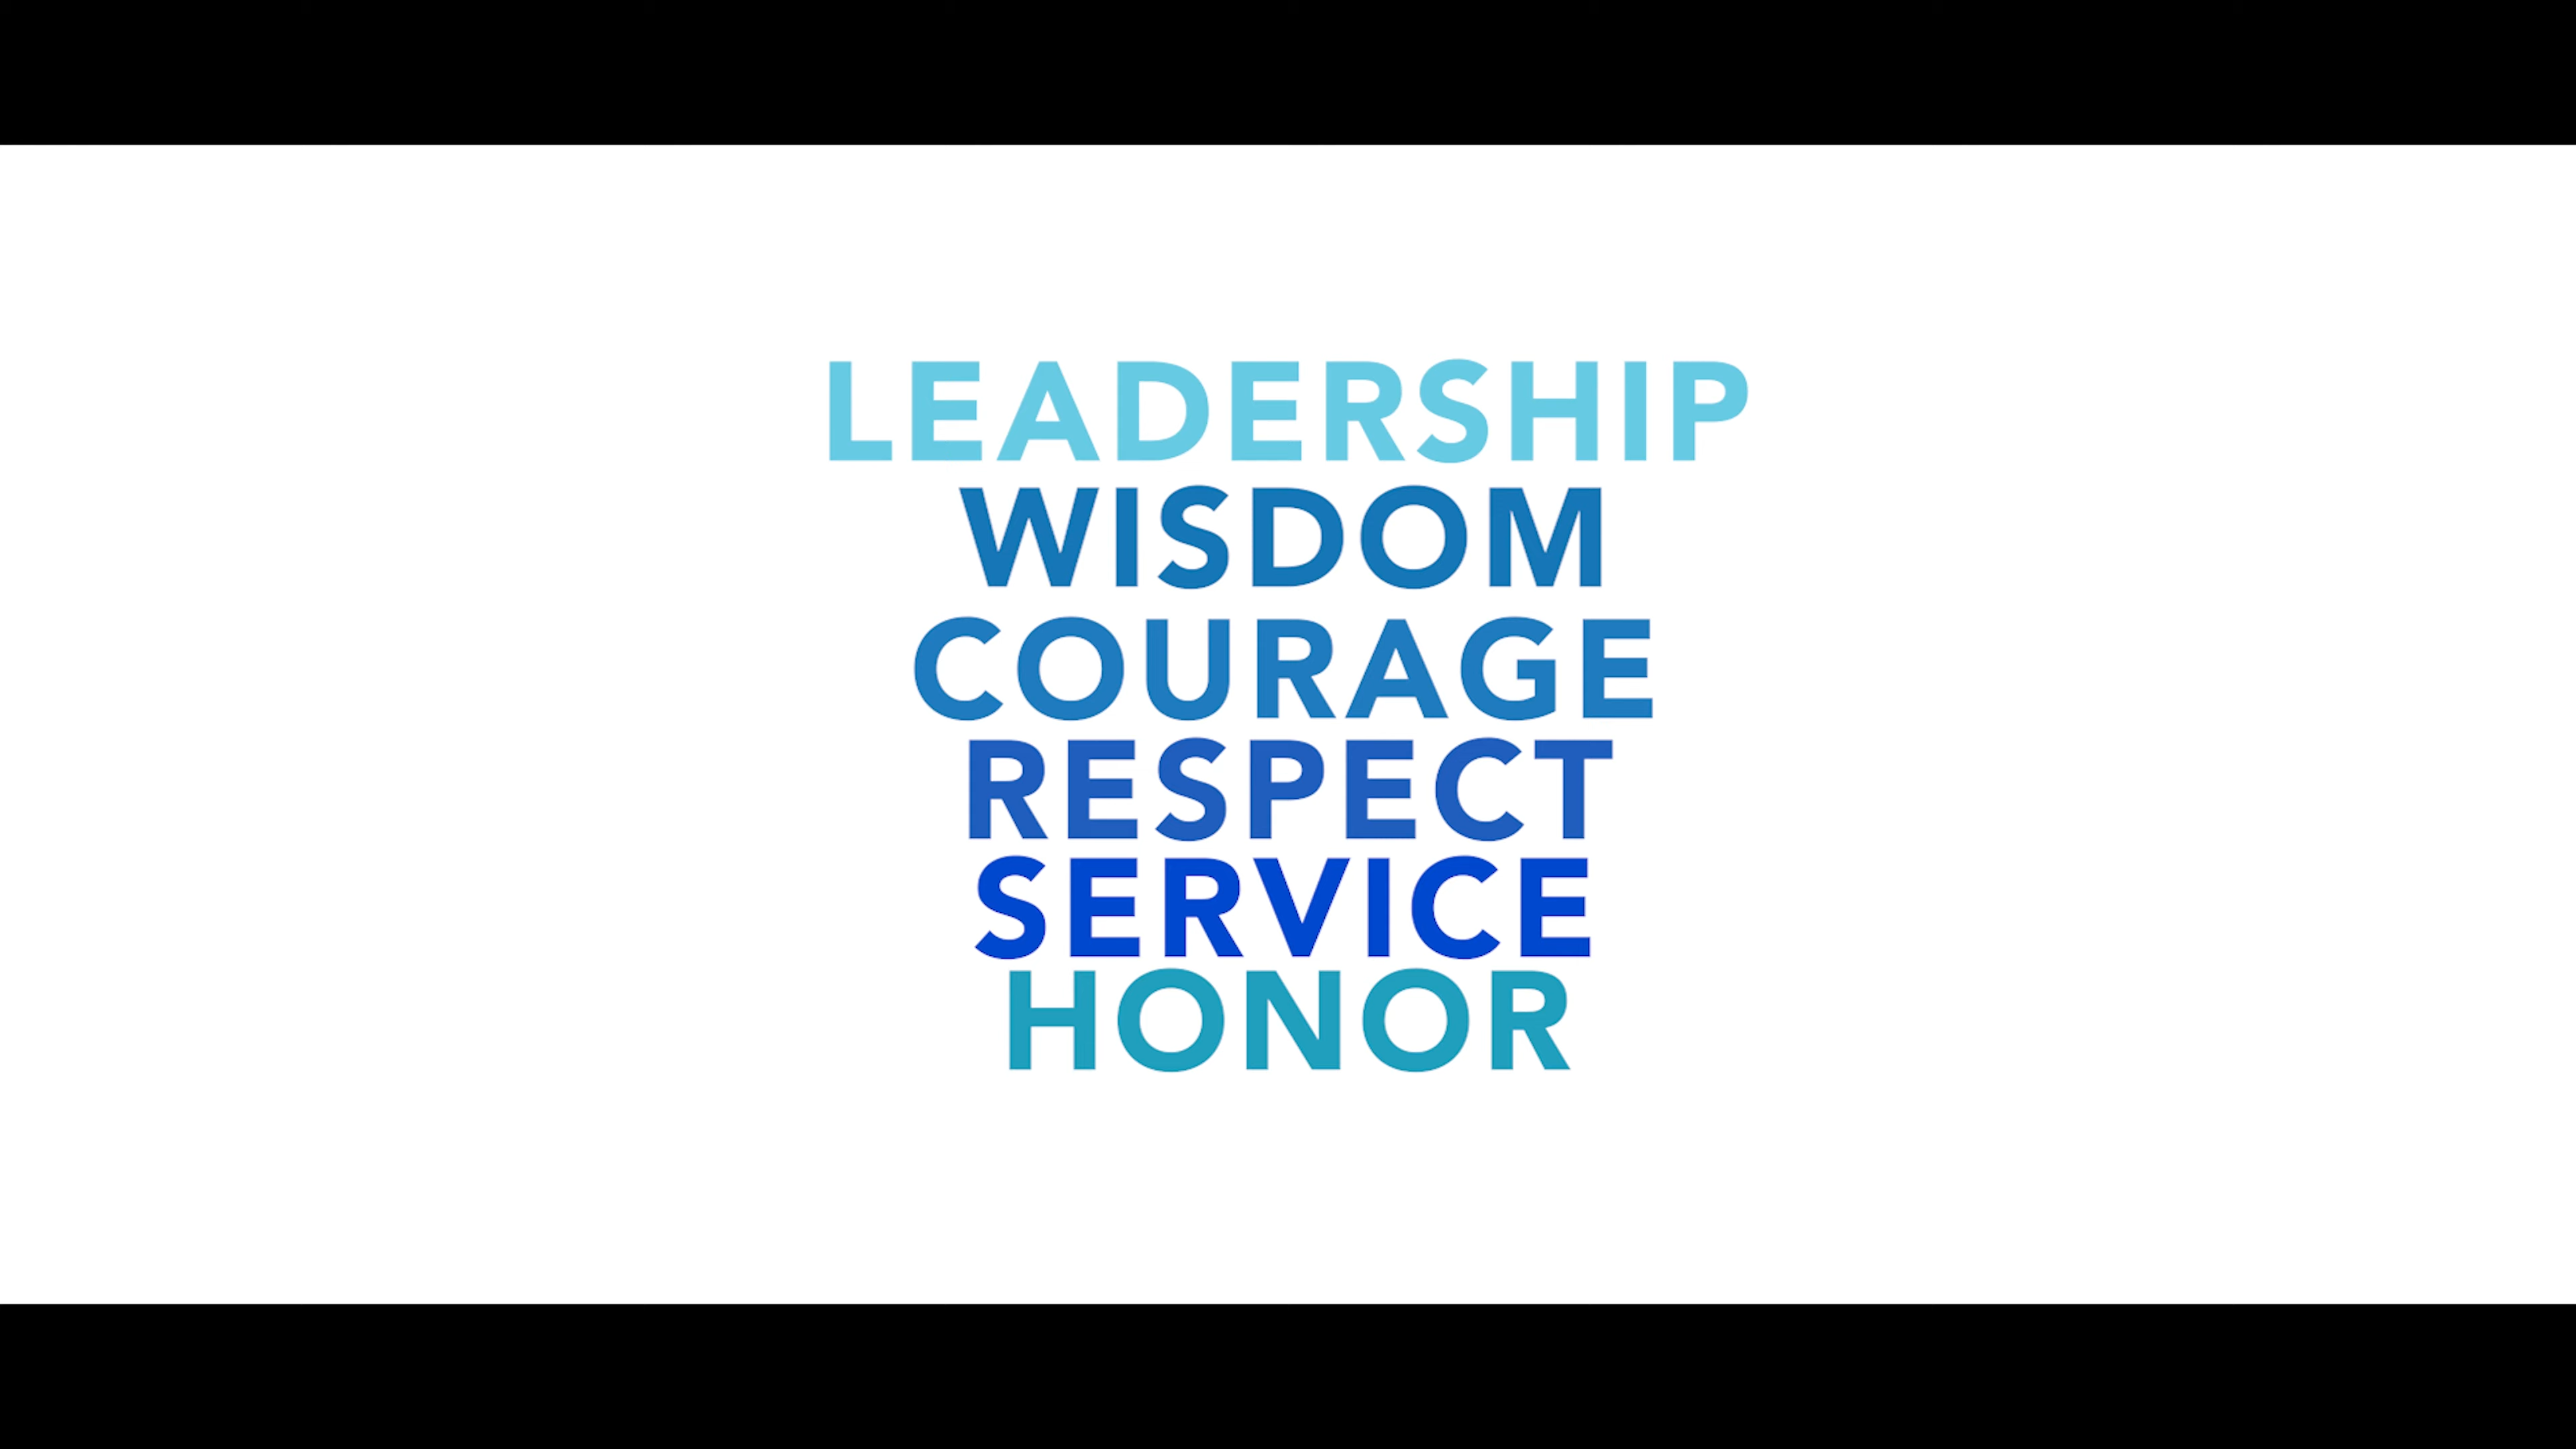 LEADERSHIP
WISDOM
COURAGE
RESPECT
SERVICE
HONOR